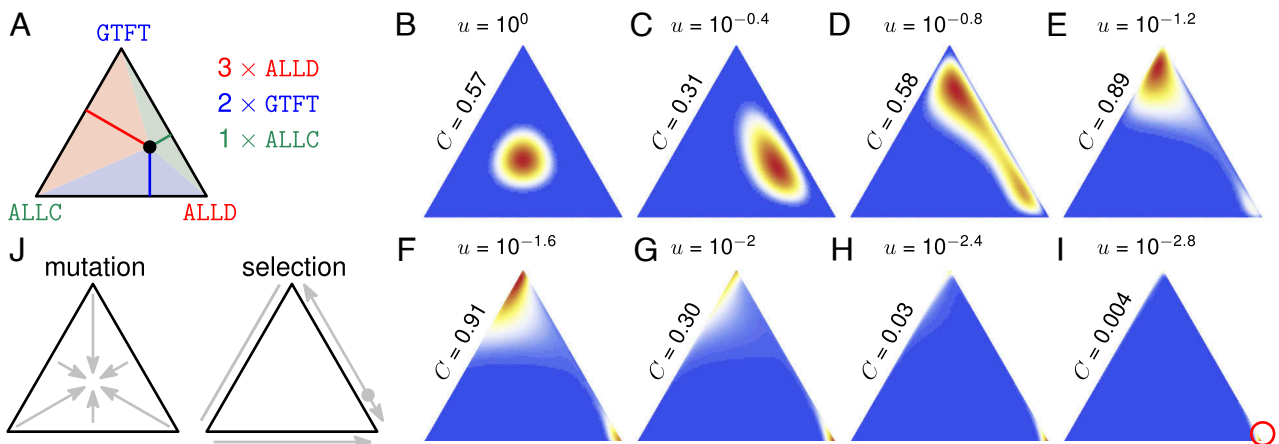 A
GTFT
3 × ALLD
2 × GTFT
1 × ALLC
ALLC
ALLD
B
u = 10^0
C = 0.57
C
u = 10^−0.4
C = 0.31
D
u = 10^−0.8
C = 0.58
E
u = 10^−1.2
C = 0.89
J
mutation
selection
F
u = 10^−1.6
C = 0.91
G
u = 10^−2
C = 0.30
H
u = 10^−2.4
C = 0.03
I
u = 10^−2.8
C = 0.004